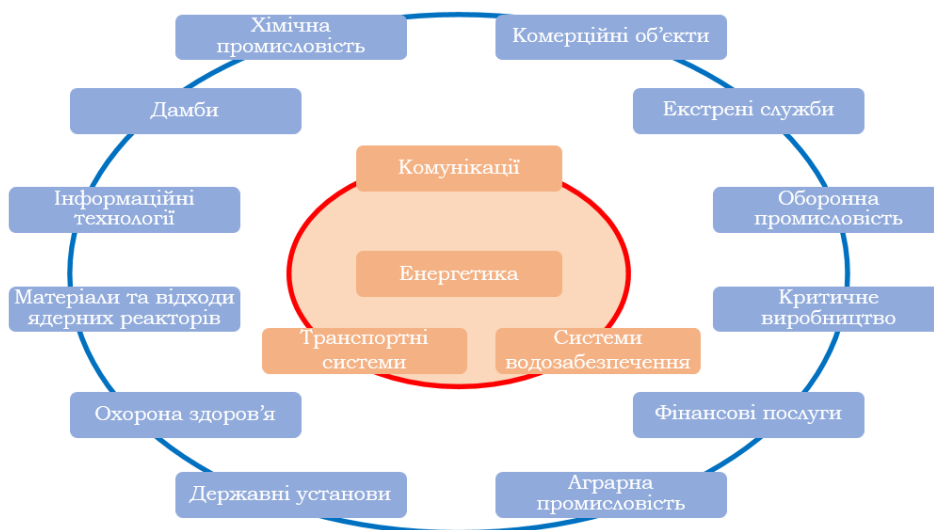 Хімічна
промисловість
Комерційні об’єкти
Дамби
Екстрені служби
Комунікації
Інформаційні
технології
Оборонна
промисловість
Енергетика
Матеріали та відходи
ядерних реакторів
Критичне
виробництво
Транспортні
системи
Системи
водозабезпечення
Охорона здоров’я
Фінансові послуги
Державні установи
Аграрна
промисловість